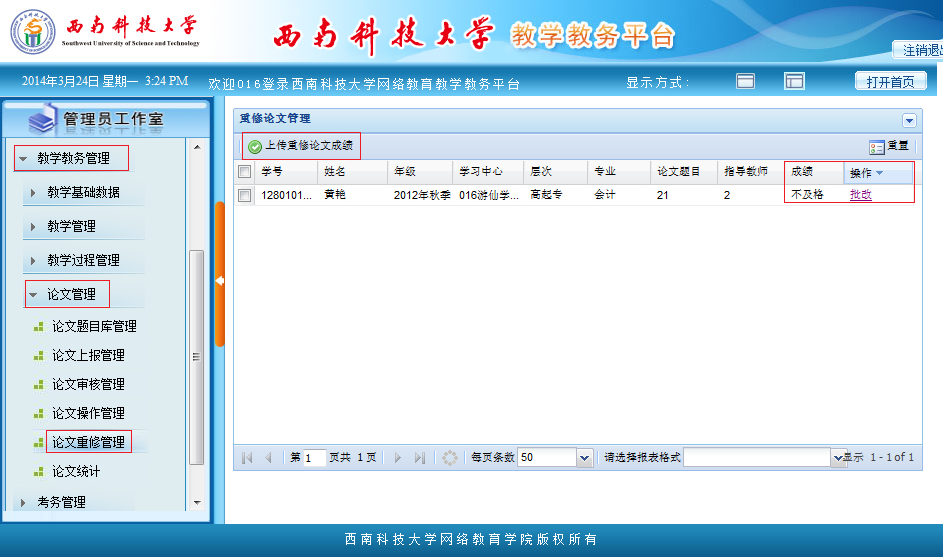 西南科技大学
Southwest University of Science and Technology
西南科技大学 教学教务平台
注销退出
2014年3月24日 星期一 3:24 PM 欢迎016登录西南科技大学网络教育教学教务平台 显示方式: 打开首页
管理员工作室
教学教务管理
教学基础数据
教学管理
教学过程管理
论文管理
论文题目库管理
论文上报管理
论文审核管理
论文操作管理
论文重修管理
论文统计
考务管理
重修论文管理
上传重修论文成绩 重置
学号 姓名 年级 学习中心 层次 专业 论文题目 指导教师 成绩 操作
1280101... 黄艳 2012年秋季 016游仙学... 高起专 会计 21 2 不及格 批改
第 1 页共 1 页 每页条数 50 请选择报表格式 显示 1 - 1 of 1
西南科技大学网络教育学院版权所有